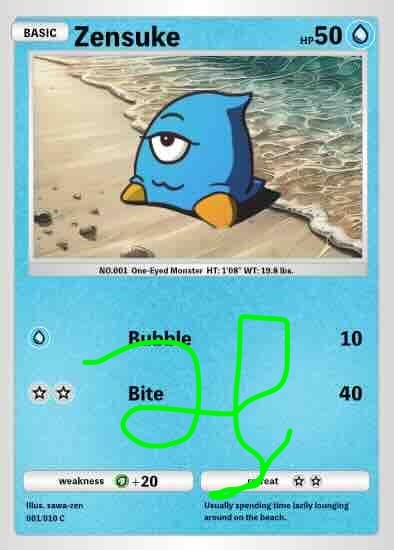 BASIC Zensuke HP50
NO.001 One-Eyed Monster HT: 1'08" WT: 19.8 lbs.
Bubble 10
Bite 40
weakness +20 retreat
Illus. sawa-zen
001/010 C
Usually spending time lazily lounging
around on the beach.